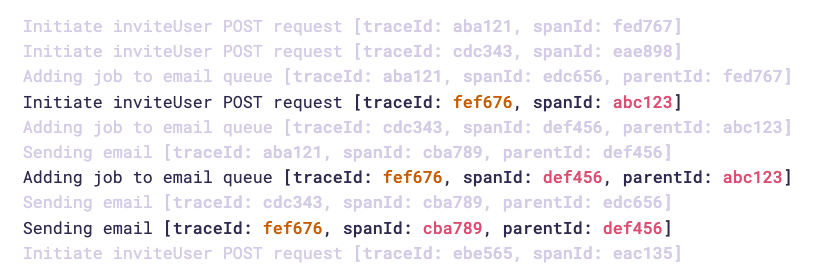 Initiate inviteUser POST request [traceId: aba121, spanId: fed767]
Initiate inviteUser POST request [traceId: cdc343, spanId: eae898]
Adding job to email queue [traceId: aba121, spanId: edc656, parentId: fed767]
Initiate inviteUser POST request [traceId: fef676, spanId: abc123]
Adding job to email queue [traceId: cdc343, spanId: def456, parentId: abc123]
Sending email [traceId: aba121, spanId: cba789, parentId: def456]
Adding job to email queue [traceId: fef676, spanId: def456, parentId: abc123]
Sending email [traceId: cdc343, spanId: cba789, parentId: edc656]
Sending email [traceId: fef676, spanId: cba789, parentId: def456]
Initiate inviteUser POST request [traceId: ebe565, spanId: eac135]